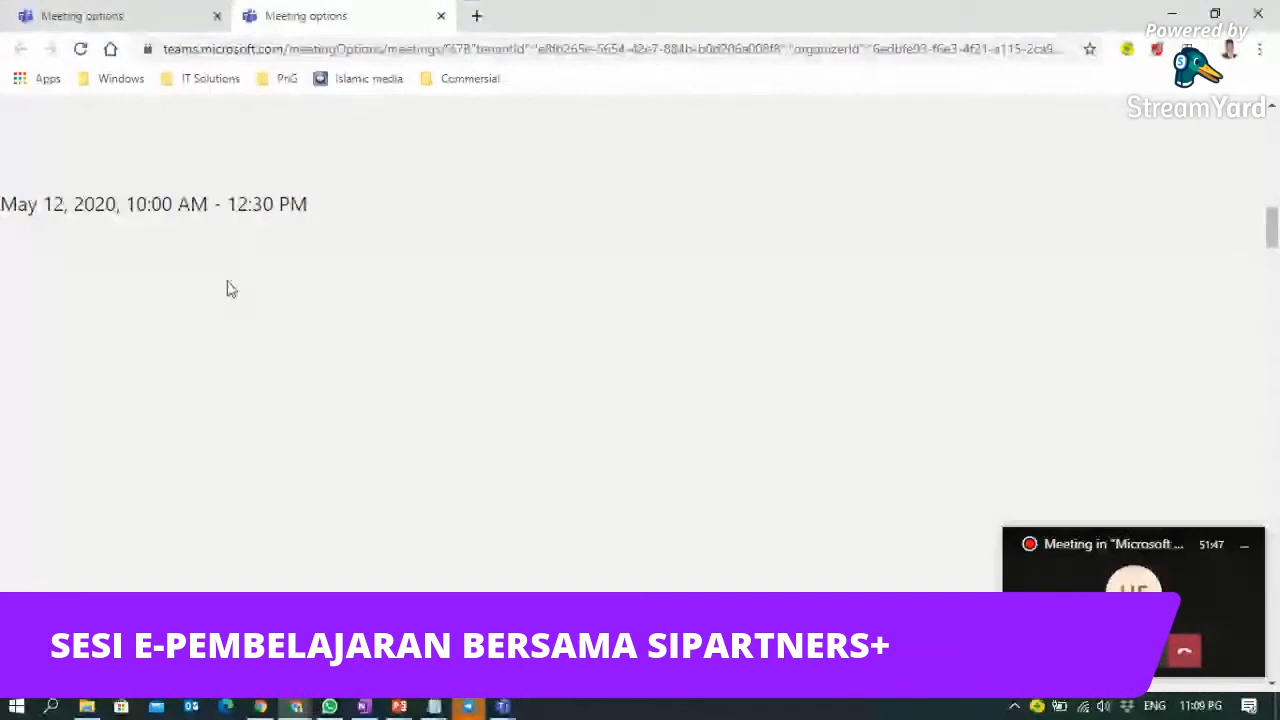 Meeting options
Meeting options
Powered by
StreamYard
Apps
Windows
IT Solutions
PnG
Islamic media
Commersial
May 12, 2020, 10:00 AM - 12:30 PM
Meeting in "Microsoft ...
51:47
SESI E-PEMBELAJARAN BERSAMA SIPARTNERS+
ENG
11:09 PG